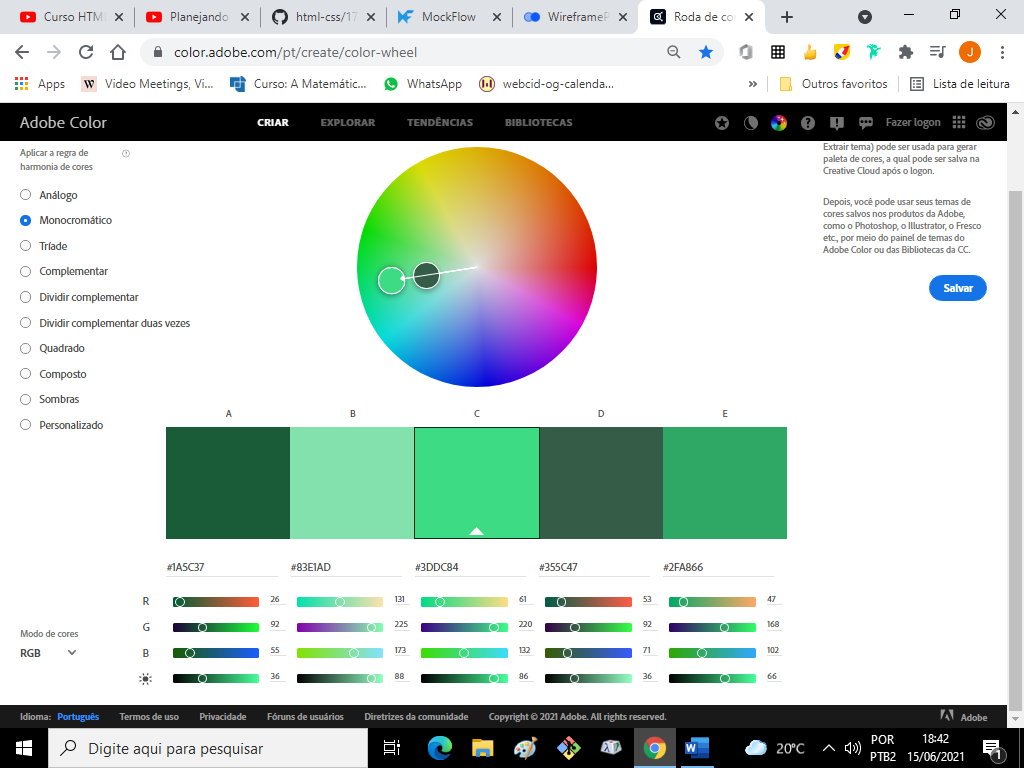 Curso HTM
Planejando
html-css/17
MockFlow
WireframeP
Roda de co
color.adobe.com/pt/create/color-wheel
J
Apps
W
Video Meetings, Vi...
Curso: A Matemátic...
WhatsApp
webcid-og-calenda...
»
Outros favoritos
Lista de leitura
Adobe Color
CRIAR
EXPLORAR
TENDÊNCIAS
BIBLIOTECAS
Fazer logon
Aplicar a regra de
harmonia de cores
Análogo
Monocromático
Tríade
Complementar
Dividir complementar
Dividir complementar duas vezes
Quadrado
Composto
Sombras
Personalizado
Extrair tema) pode ser usada para gerar
paleta de cores, a qual pode ser salva na
Creative Cloud após o logon.
Depois, você pode usar seus temas de
cores salvos nos produtos da Adobe,
como o Photoshop, o Illustrator, o Fresco
etc., por meio do painel de temas do
Adobe Color ou das Bibliotecas da CC.
Salvar
A B C D E
#1A5C37 #83E1AD #3DDC84 #355C47 #2FA866
R 26 131 61 53 47
G 92 225 220 92 168
B 55 173 132 71 102
36 88 86 36 66
Modo de cores
RGB
Idioma: Português Termos de uso Privacidade Fóruns de usuários Diretrizes da comunidade Copyright © 2021 Adobe. All rights reserved. Adobe
Digite aqui para pesquisar
20°C
POR
PTB2
18:42
15/06/2021
1